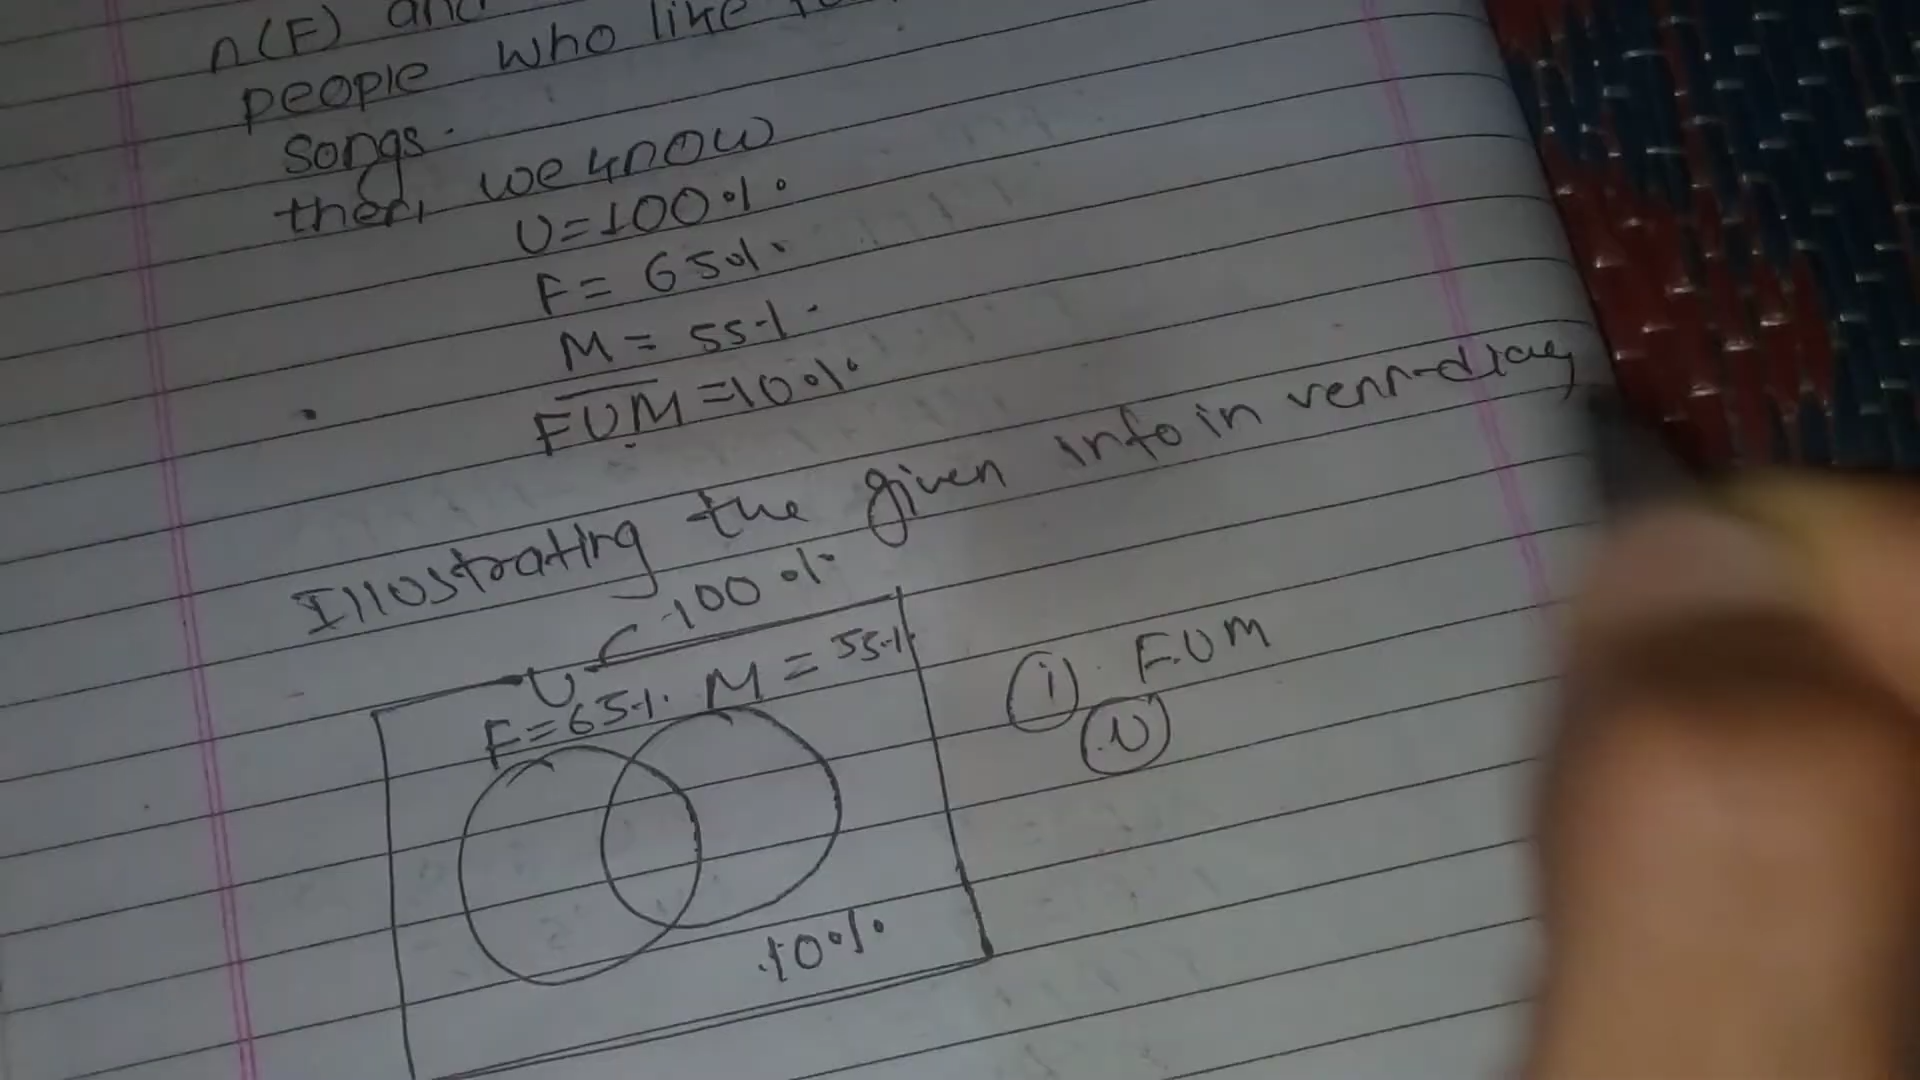 n(F) and
people who like
songs.
then, we know
U=100%
F= 65%
M = 55%
F̅U̅M̅ =10%
Illustrating the given info in venn-diag
100%
U
F=65% M = 55%
10%
(i) FUM
(U)